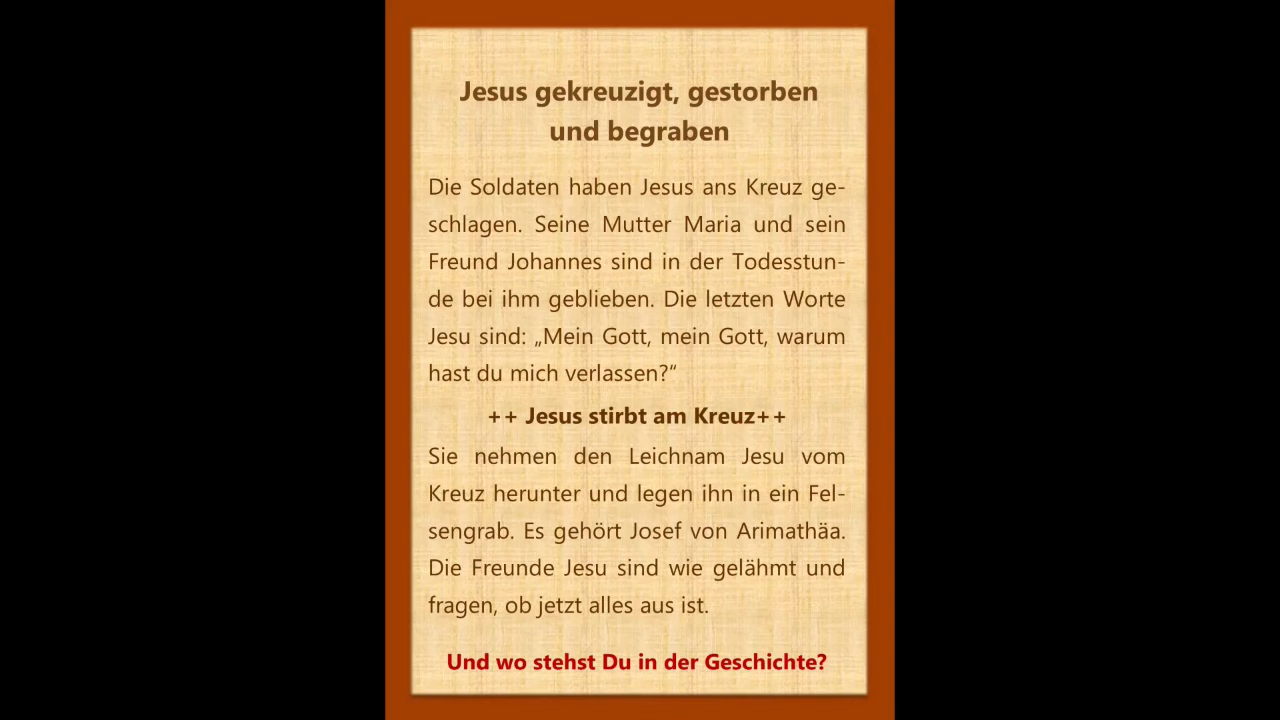 Jesus gekreuzigt, gestorben
und begraben
Die Soldaten haben Jesus ans Kreuz ge-
schlagen. Seine Mutter Maria und sein
Freund Johannes sind in der Todesstun-
de bei ihm geblieben. Die letzten Worte
Jesu sind: „Mein Gott, mein Gott, warum
hast du mich verlassen?“
++ Jesus stirbt am Kreuz++
Sie nehmen den Leichnam Jesu vom
Kreuz herunter und legen ihn in ein Fel-
sengrab. Es gehört Josef von Arimathäa.
Die Freunde Jesu sind wie gelähmt und
fragen, ob jetzt alles aus ist.
Und wo stehst Du in der Geschichte?